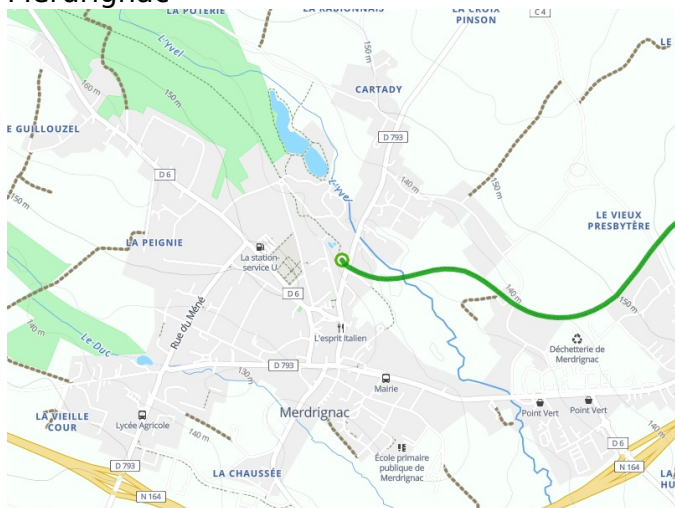 Merdrignac
LA POTERIE
LA RABIONNAIS
LA CROIX
PINSON
C 4
L'Yvel
150 m
150 m
LE
CARTADY
160 m
150 m
E GUILLOUZEL
D 793
150 m
D 6
140 m
L'Yvel
150 m
LE VIEUX
PRESBYTÈRE
LA PEIGNIE
La station-
service U
D 6
140 m
150 m
Rue du Méné
L'esprit Italien
140 m
Le Duc
D 793
130 m
Déchetterie de
Merdrignac
Mairie
Merdrignac
Point Vert
Point Vert
LA VIEILLE
COUR
Lycée Agricole
140 m
140 m
D 6
École primaire
publique de
Merdrignac
D 793
LA CHAUSSÉE
N 164
N 164
LA
HU